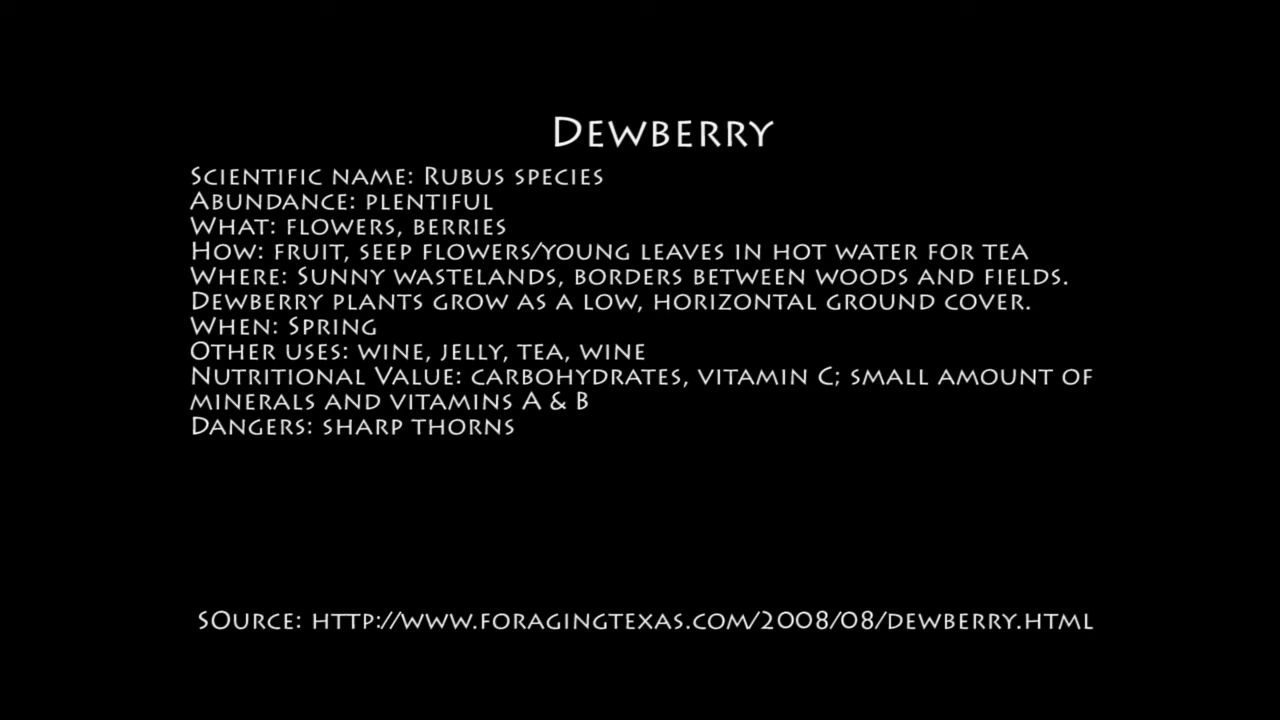 Dewberry
Scientific name: Rubus species
Abundance: plentiful
What: flowers, berries
How: fruit, seep flowers/young leaves in hot water for tea
Where: Sunny wastelands, borders between woods and fields.
Dewberry plants grow as a low, horizontal ground cover.
When: Spring
Other uses: wine, jelly, tea, wine
Nutritional Value: carbohydrates, vitamin C; small amount of
minerals and vitamins A & B
Dangers: sharp thorns
sOurce: http://www.foragingtexas.com/2008/08/dewberry.html